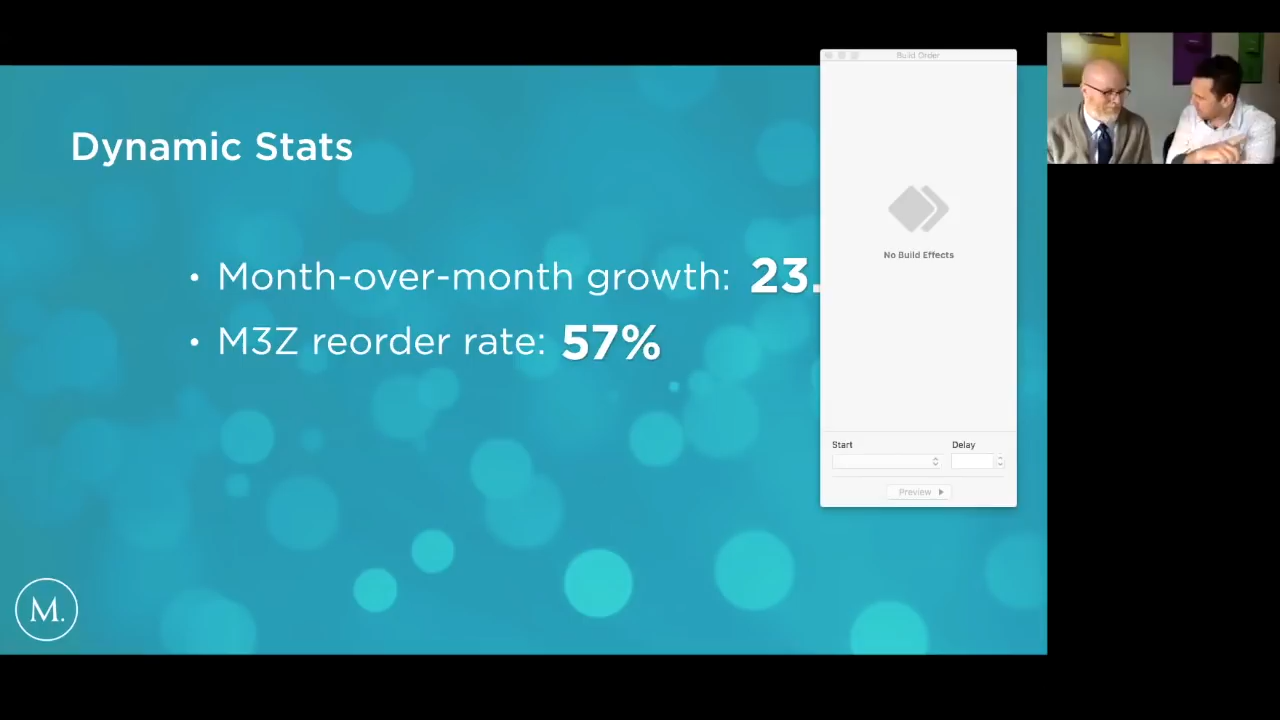 Build Order
Dynamic Stats
• Month-over-month growth: 23.
• M3Z reorder rate: 57%
No Build Effects
Start
Delay
Preview
M.